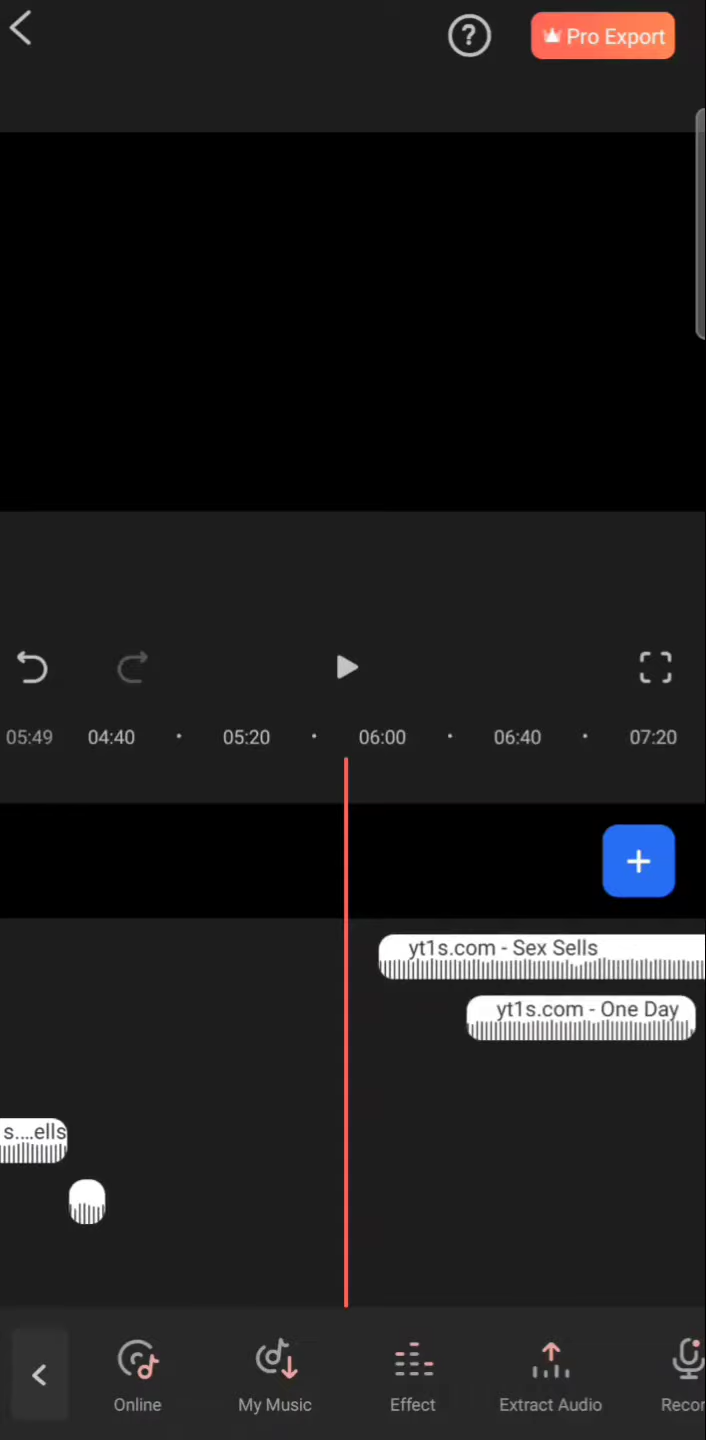 ?
Pro Export
05:49 04:40 05:20 06:00 06:40 07:20
+
yt1s.com - Sex Sells
yt1s.com - One Day
s....ells
Online My Music Effect Extract Audio Recor